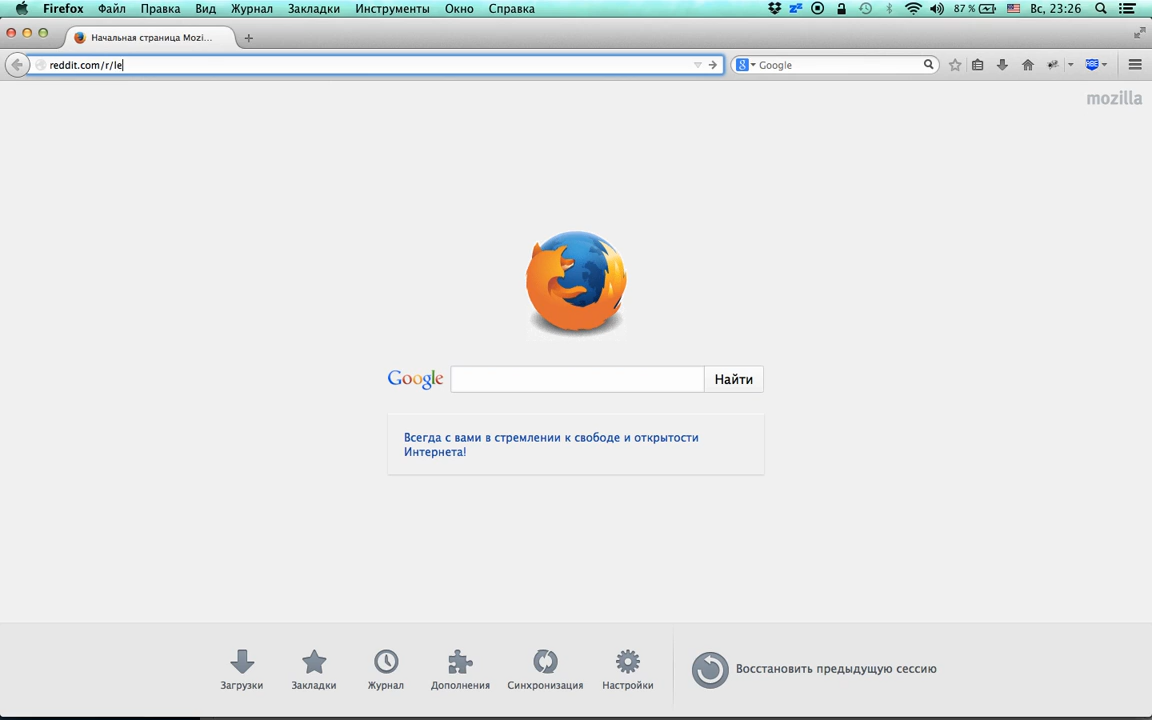 Firefox Файл Правка Вид Журнал Закладки Инструменты Окно Справка 87 % Вс, 23:26
Начальная страница Mozi...
reddit.com/r/le
Google
mozilla
Google Найти
Всегда с вами в стремлении к свободе и открытости
Интернета!
Загрузки Закладки Журнал Дополнения Синхронизация Настройки Восстановить предыдущую сессию